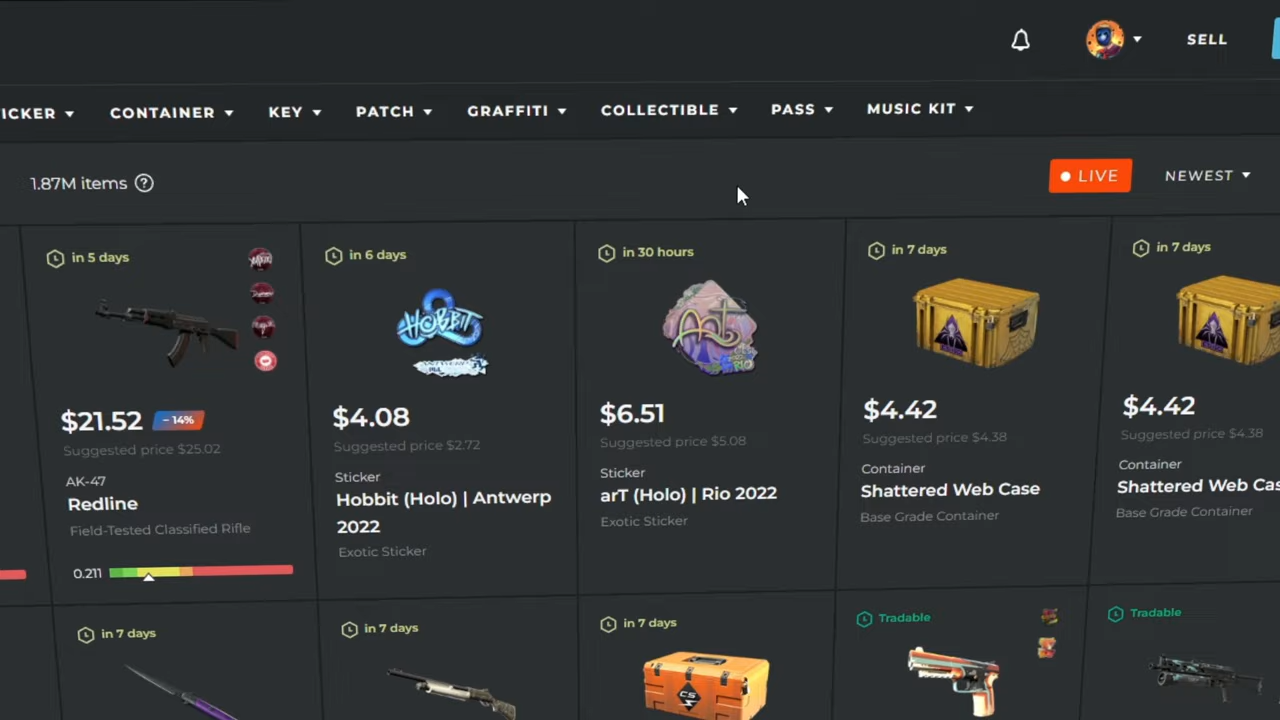 SELL
ICKER CONTAINER KEY PATCH GRAFFITI COLLECTIBLE PASS MUSIC KIT
1.87M items ?
LIVE NEWEST
in 5 days
$21.52 - 14%
Suggested price $25.02
AK-47
Redline
Field-Tested Classified Rifle
0.211
in 6 days
HOBBIT
$4.08
Suggested price $2.72
Sticker
Hobbit (Holo) | Antwerp
2022
Exotic Sticker
in 30 hours
art
RIO
$6.51
Suggested price $5.08
Sticker
arT (Holo) | Rio 2022
Exotic Sticker
in 7 days
$4.42
Suggested price $4.38
Container
Shattered Web Case
Base Grade Container
in 7 days
$4.42
Suggested price $4.38
Container
Shattered Web Cas
Base Grade Container
in 7 days
in 7 days
in 7 days
CS
Tradable
Tradable